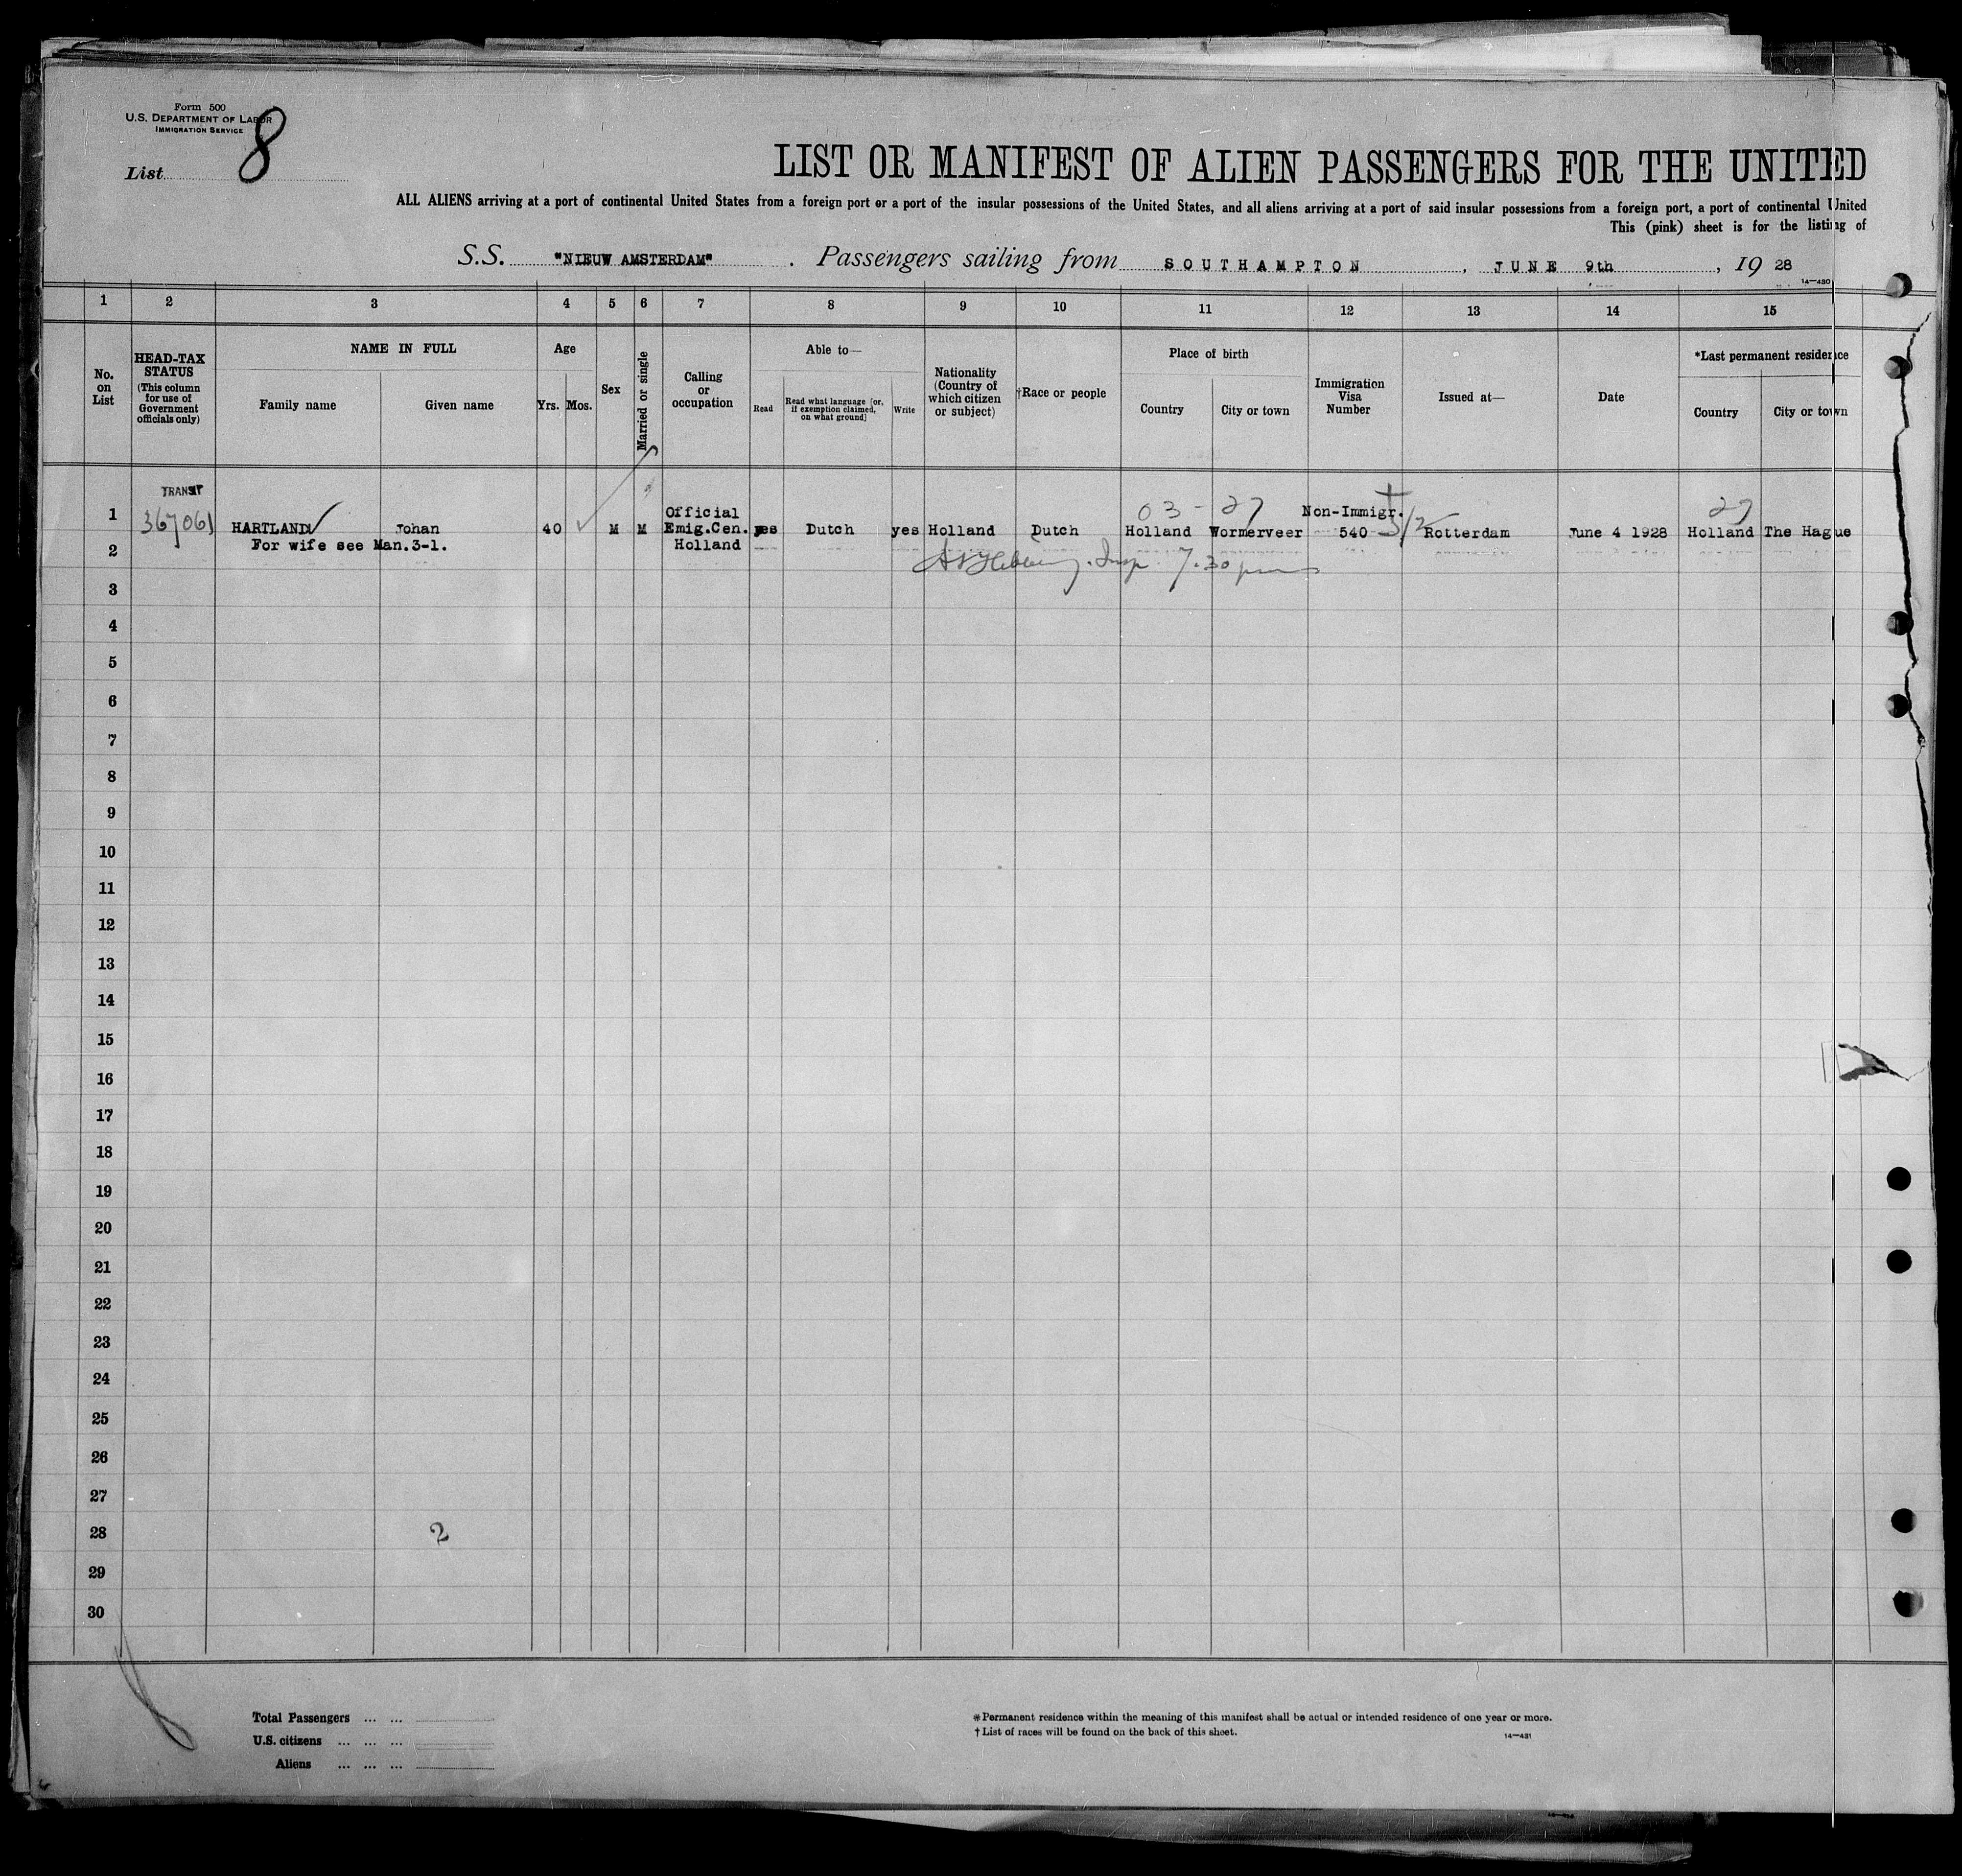 Form 500
U.S. DEPARTMENT OF LABOR
IMMIGRATION SERVICE
List 8
LIST OR MANIFEST OF ALIEN PASSENGERS FOR THE UNITED
ALL ALIENS arriving at a port of continental United States from a foreign port or a port of the insular possessions of the United States, and all aliens arriving at a port of said insular possessions from a foreign port, a port of continental United
This (pink) sheet is for the listing of
S.S. "NIEUW AMSTERDAM" . Passengers sailing from SOUTHAMPTON , JUNE 9th , 19 28
14—430
1 2 3 4 5 6 7 8 9 10 11 12 13 14 15
No. on List
HEAD-TAX STATUS (This column for use of Government officials only)
NAME IN FULL
Family name Given name
Age
Yrs. Mos.
Sex
Married or single
Calling or occupation
Able to—
Read
Read what language [or, if exemption claimed, on what ground]
Write
Nationality (Country of which citizen or subject)
†Race or people
Place of birth
Country City or town
Immigration Visa Number
Issued at—
Date
*Last permanent residence
Country City or town
TRANSIT
367061
03 - 27
27
1 HARTLAND Johan 40 M M Official Emig.Cen. Holland yes Dutch yes Holland Dutch Holland Wormerveer Non-Immigr. 540 Rotterdam June 4 1928 Holland The Hague
2 For wife see Man.3-1.
Insp. 7.30 pm
3
4
5
6
7
8
9
10
11
12
13
14
15
16
17
18
19
20
21
22
23
24
25
26
27
28 2
29
30
Total Passengers ... ...
U.S. citizens ... ... ...
Aliens ... ... ...
*Permanent residence within the meaning of this manifest shall be actual or intended residence of one year or more.
†List of races will be found on the back of this sheet.
14—431